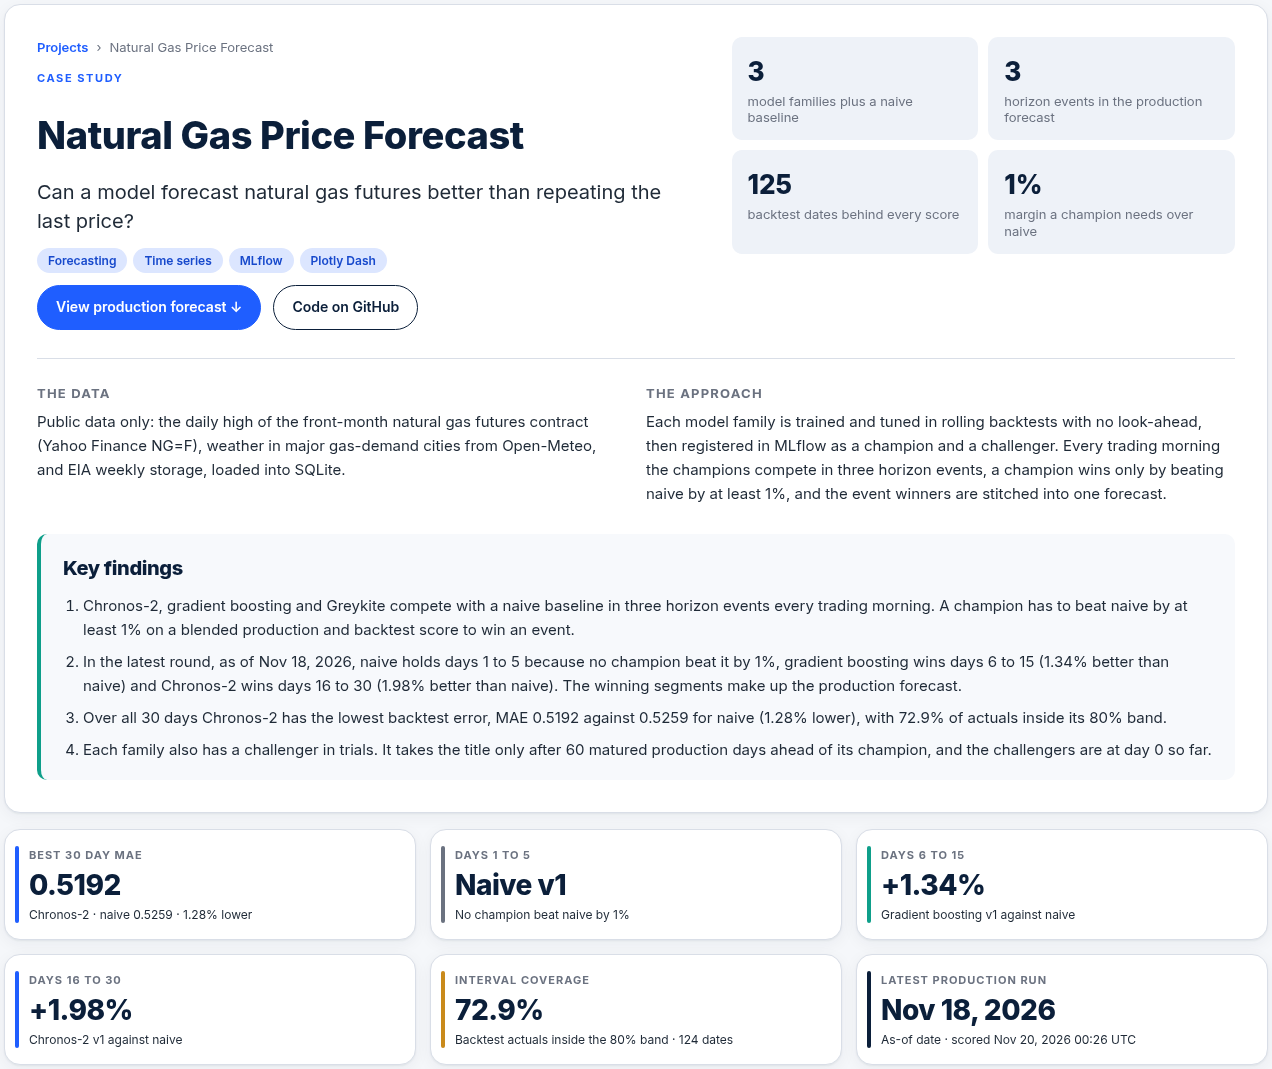 Projects › Natural Gas Price Forecast
CASE STUDY
Natural Gas Price Forecast
Can a model forecast natural gas futures better than repeating the
last price?
Forecasting Time series MLflow Plotly Dash
View production forecast ↓ Code on GitHub
3
model families plus a naive
baseline
3
horizon events in the production
forecast
125
backtest dates behind every score
1%
margin a champion needs over
naive
THE DATA
Public data only: the daily high of the front-month natural gas futures contract
(Yahoo Finance NG=F), weather in major gas-demand cities from Open-Meteo,
and EIA weekly storage, loaded into SQLite.
THE APPROACH
Each model family is trained and tuned in rolling backtests with no look-ahead,
then registered in MLflow as a champion and a challenger. Every trading morning
the champions compete in three horizon events, a champion wins only by beating
naive by at least 1%, and the event winners are stitched into one forecast.
Key findings
1. Chronos-2, gradient boosting and Greykite compete with a naive baseline in three horizon events every trading morning. A champion has to beat naive by at
least 1% on a blended production and backtest score to win an event.
2. In the latest round, as of Nov 18, 2026, naive holds days 1 to 5 because no champion beat it by 1%, gradient boosting wins days 6 to 15 (1.34% better than
naive) and Chronos-2 wins days 16 to 30 (1.98% better than naive). The winning segments make up the production forecast.
3. Over all 30 days Chronos-2 has the lowest backtest error, MAE 0.5192 against 0.5259 for naive (1.28% lower), with 72.9% of actuals inside its 80% band.
4. Each family also has a challenger in trials. It takes the title only after 60 matured production days ahead of its champion, and the challengers are at day 0 so far.
BEST 30 DAY MAE
0.5192
Chronos-2 · naive 0.5259 · 1.28% lower
DAYS 1 TO 5
Naive v1
No champion beat naive by 1%
DAYS 6 TO 15
+1.34%
Gradient boosting v1 against naive
DAYS 16 TO 30
+1.98%
Chronos-2 v1 against naive
INTERVAL COVERAGE
72.9%
Backtest actuals inside the 80% band · 124 dates
LATEST PRODUCTION RUN
Nov 18, 2026
As-of date · scored Nov 20, 2026 00:26 UTC